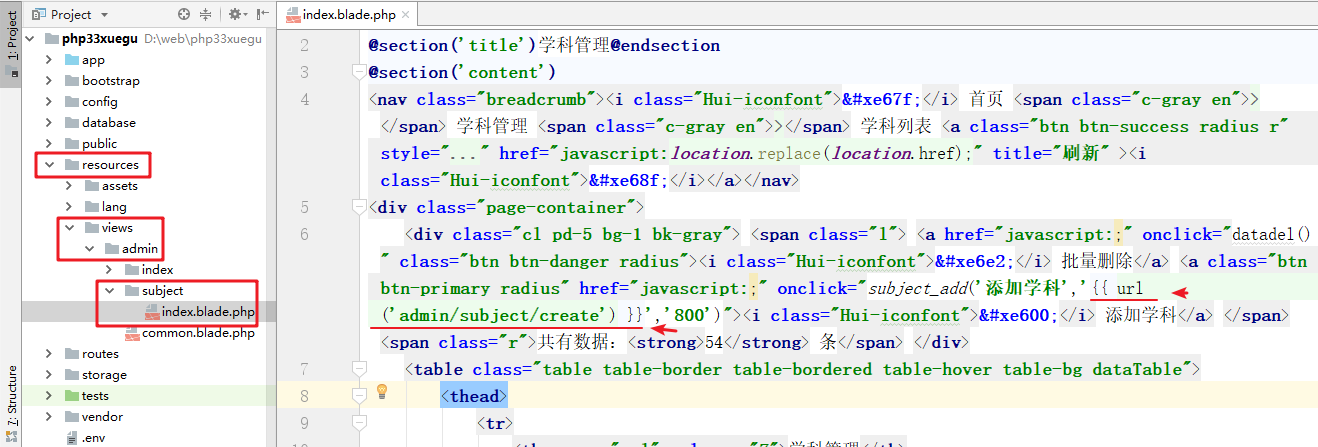 Project
index.blade.php
1: Project
7: Structure
php33xuegu D:\web\php33xuegu
app
bootstrap
config
database
public
resources
assets
lang
views
admin
index
subject
index.blade.php
common.blade.php
routes
storage
tests
vendor
.env
2 @section('title')学科管理@endsection
3 @section('content')
4 <nav class="breadcrumb"><i class="Hui-iconfont">&#xe67f;</i> 首页 <span class="c-gray en">>
</span> 学科管理 <span class="c-gray en">></span> 学科列表 <a class="btn btn-success radius r"
style="..." href="javascript:location.replace(location.href);" title="刷新" ><i
class="Hui-iconfont">&#xe68f;</i></a></nav>
5 <div class="page-container">
6 <div class="cl pd-5 bg-1 bk-gray"> <span class="l"> <a href="javascript:;" onclick="datadel()
" class="btn btn-danger radius"><i class="Hui-iconfont">&#xe6e2;</i> 批量删除</a> <a class="btn
btn-primary radius" href="javascript:;" onclick="subject_add('添加学科','{{ url
('admin/subject/create') }}','800')"><i class="Hui-iconfont">&#xe600;</i> 添加学科</a> </span>
<span class="r">共有数据：<strong>54</strong> 条</span> </div>
7 <table class="table table-border table-bordered table-hover table-bg dataTable">
8 <thead>
9 <tr>